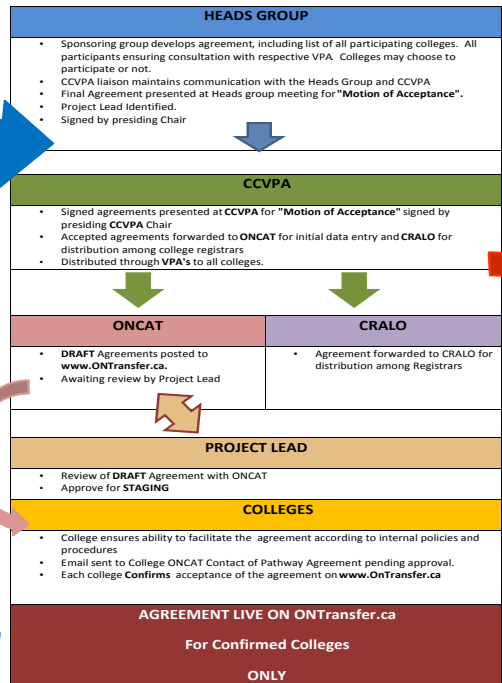 HEADS GROUP
• Sponsoring group develops agreement, including list of all participating colleges. All
participants ensuring consultation with respective VPA. Colleges may choose to
participate or not.
• CCVPA liaison maintains communication with the Heads Group and CCVPA
• Final Agreement presented at Heads group meeting for "Motion of Acceptance".
• Project Lead Identified.
• Signed by presiding Chair
CCVPA
• Signed agreements presented at CCVPA for "Motion of Acceptance" signed by
presiding CCVPA Chair
• Accepted agreements forwarded to ONCAT for initial data entry and CRALO for
distribution among college registrars
• Distributed through VPA's to all colleges.
ONCAT
• DRAFT Agreements posted to
www.ONTransfer.ca.
• Awaiting review by Project Lead
CRALO
• Agreement forwarded to CRALO for
distribution among Registrars
PROJECT LEAD
• Review of DRAFT Agreement with ONCAT
• Approve for STAGING
COLLEGES
• College ensures ability to facilitate the agreement according to internal policies and
procedures
• Email sent to College ONCAT Contact of Pathway Agreement pending approval.
• Each college Confirms acceptance of the agreement on www.OnTransfer.ca
AGREEMENT LIVE ON ONTransfer.ca
For Confirmed Colleges
ONLY